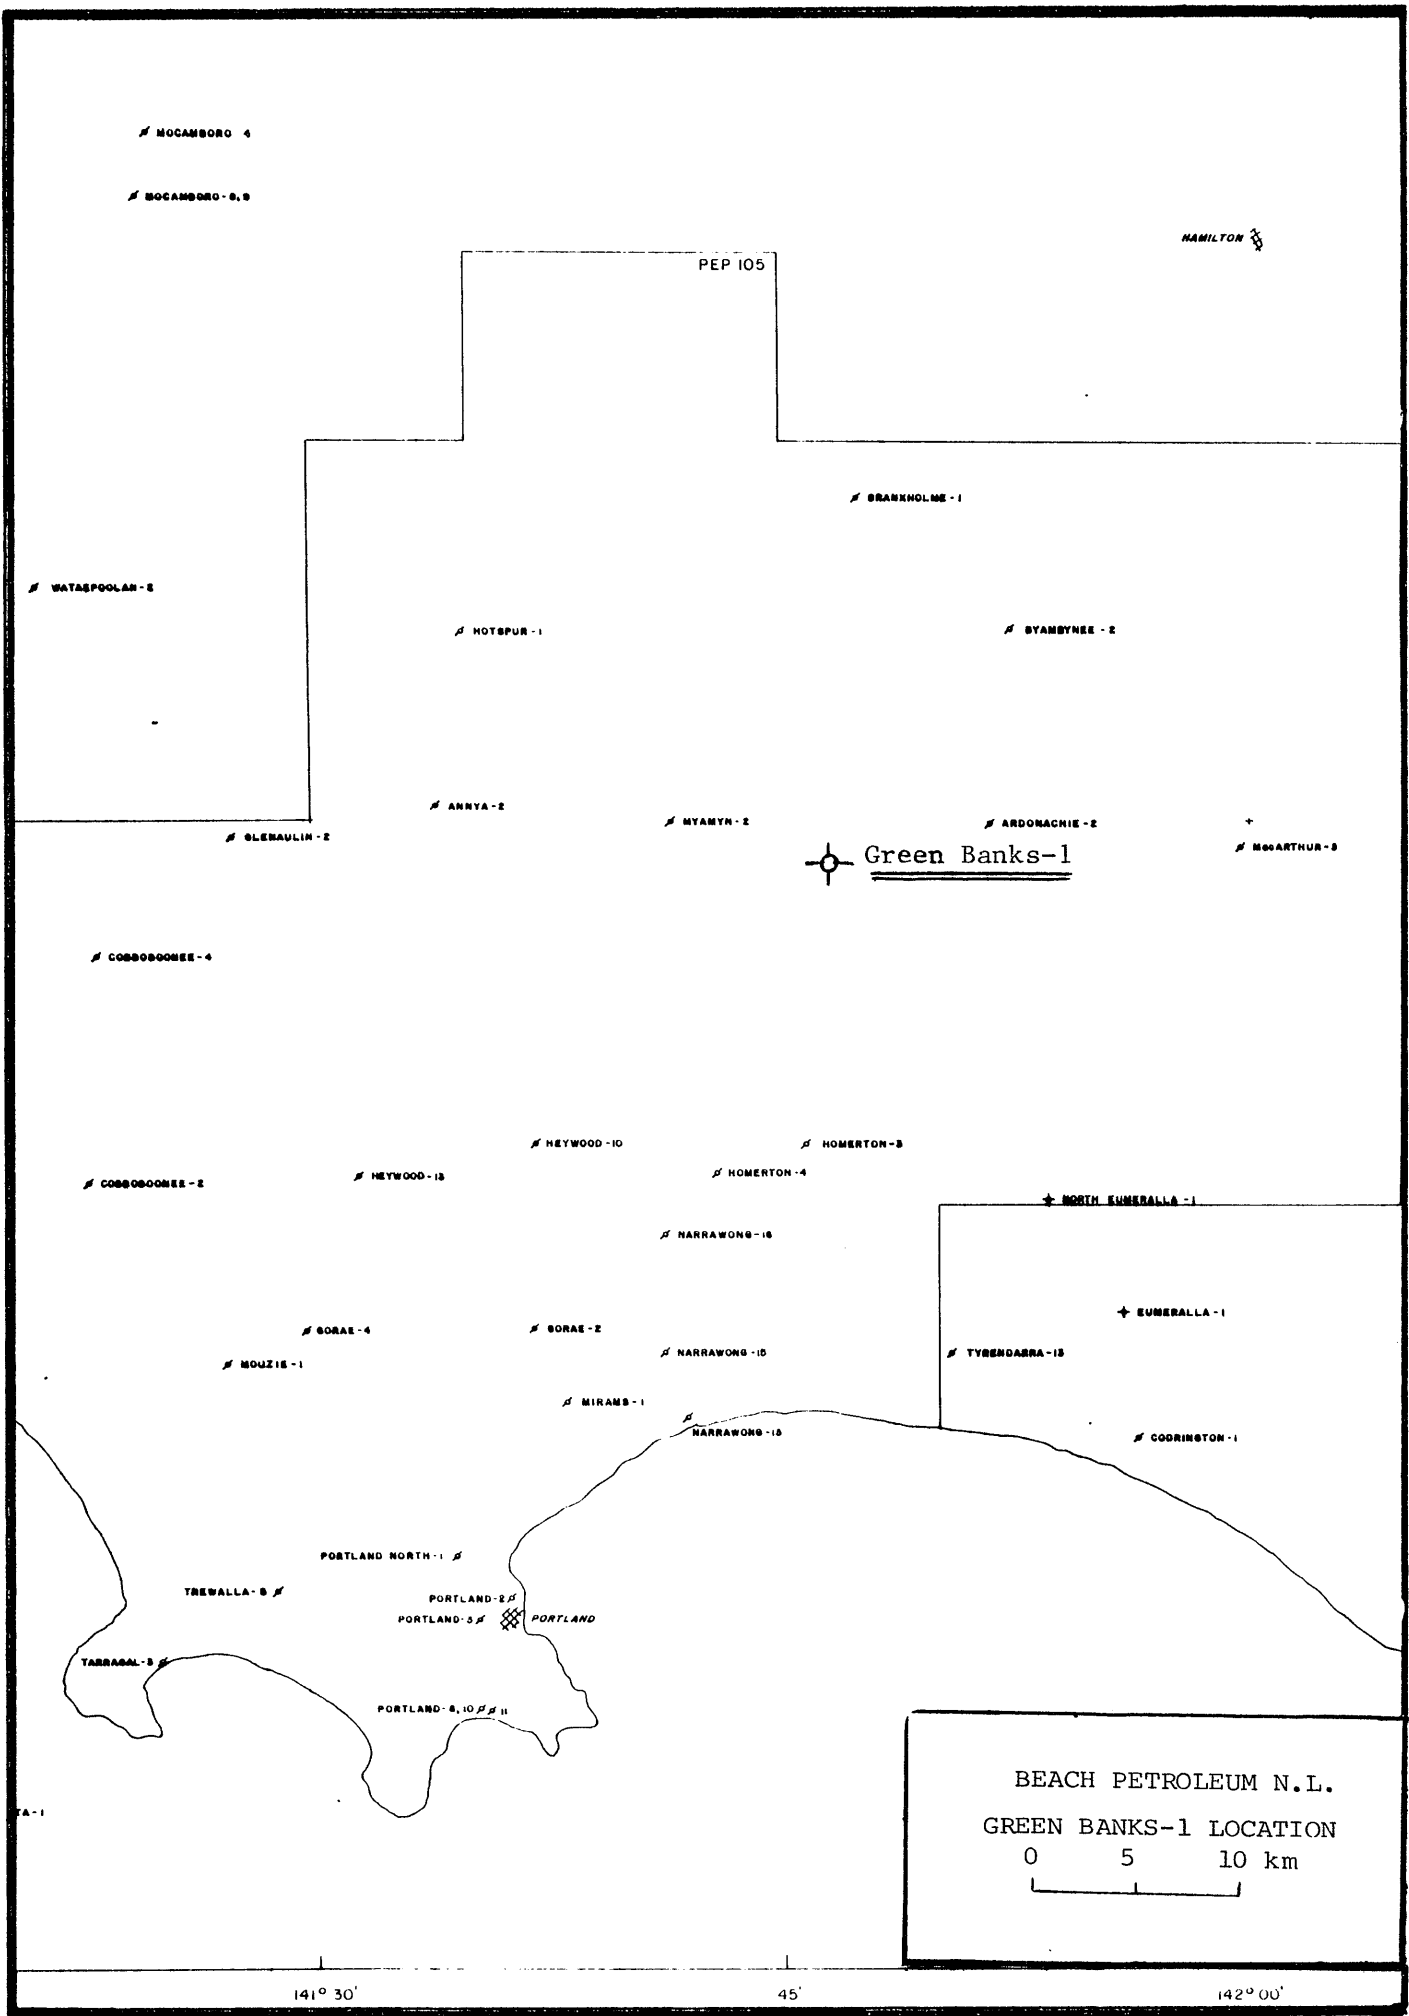 MOCAMBORO 4
MOCAMBORO-8,9
HAMILTON
PEP 105
BRANXHOLME-1
WATAEPOOLAN-2
HOTSPUR-1
BYAMBYNEE-2
ANNYA-2
MYAMYN-2
ARDONACHIE-2
GLENAULIN-2
MacARTHUR-3
Green Banks-1
COBBOBOONEE-4
HEYWOOD-10
HOMERTON-3
HEYWOOD-13
HOMERTON-4
COBBOBOONEE-2
NORTH EUMERALLA-1
NARRAWONG-16
EUMERALLA-1
GORAE-4
GORAE-2
NARRAWONG-15
TYRENDARRA-13
MOUZIE-1
MIRAMS-1
NARRAWONG-13
CODRINGTON-1
PORTLAND NORTH-1
TREWALLA-5
PORTLAND-2
PORTLAND-3
PORTLAND
TARRAGAL-3
PORTLAND-8,10
11
TA-1
BEACH PETROLEUM N.L.
GREEN BANKS-1 LOCATION
0 5 10 km
141° 30' 45' 142° 00'